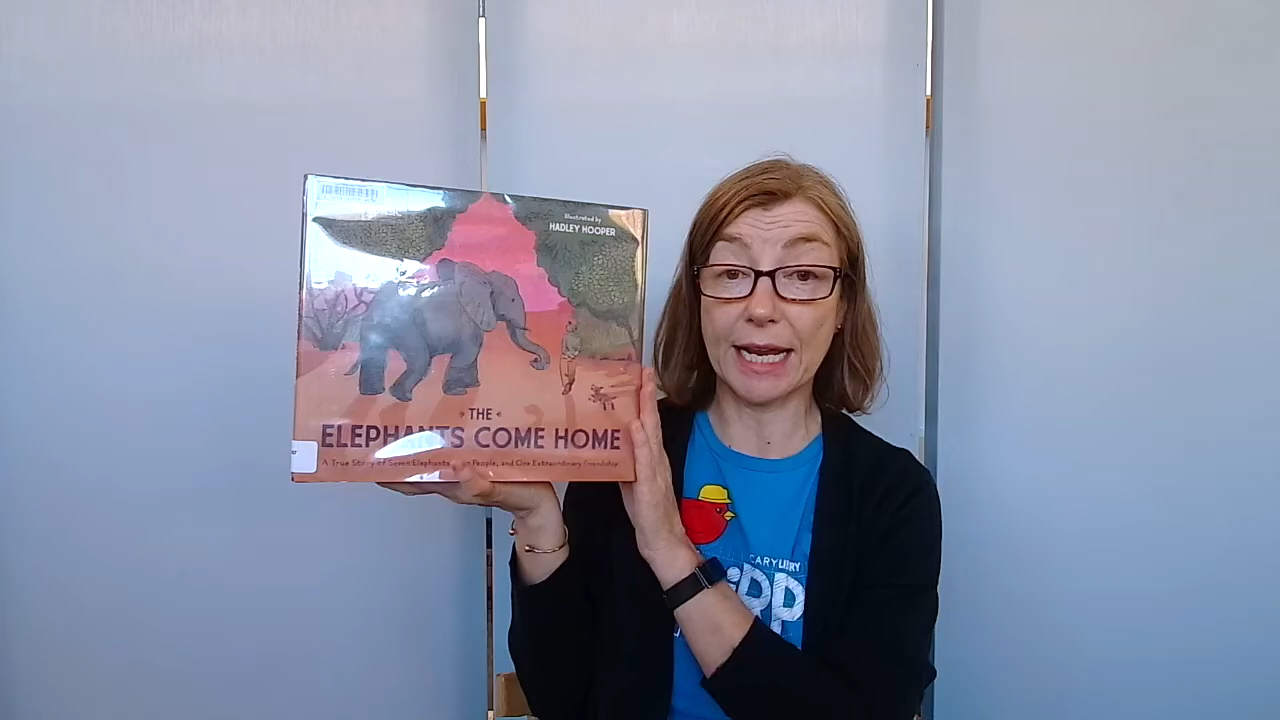 Illustrated by
HADLEY HOOPER
THE
ELEPHANTS COME HOME
A True Story of Seven Elephants People, and One Extraordinary Friendship
CARY LIBRARY